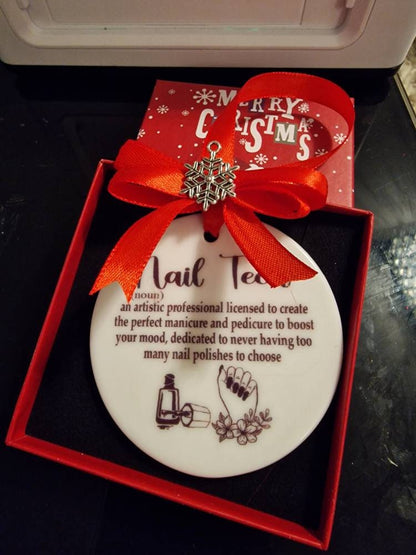 MERRY
CHRISTMAS
Nail Tech
(noun)
an artistic professional licensed to create
the perfect manicure and pedicure to boost
your mood, dedicated to never having too
many nail polishes to choose